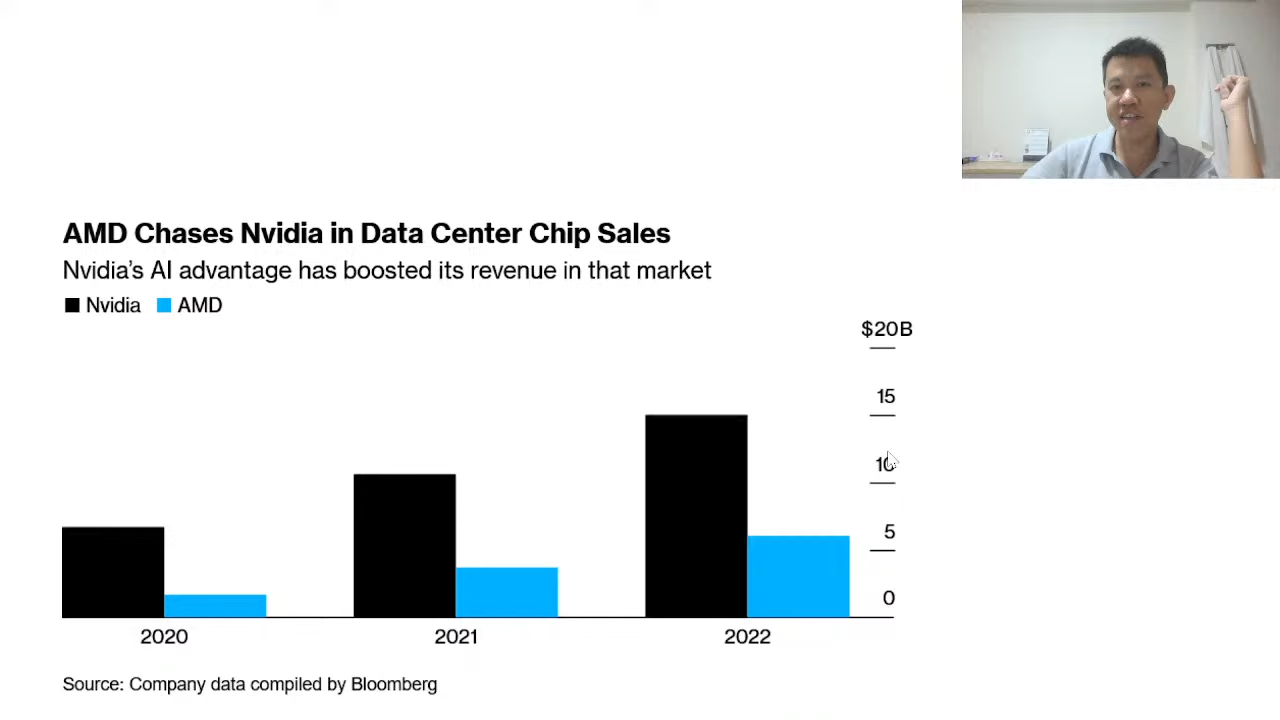 AMD Chases Nvidia in Data Center Chip Sales
Nvidia's AI advantage has boosted its revenue in that market
Nvidia AMD
$20B
15
10
5
0
2020 2021 2022
Source: Company data compiled by Bloomberg